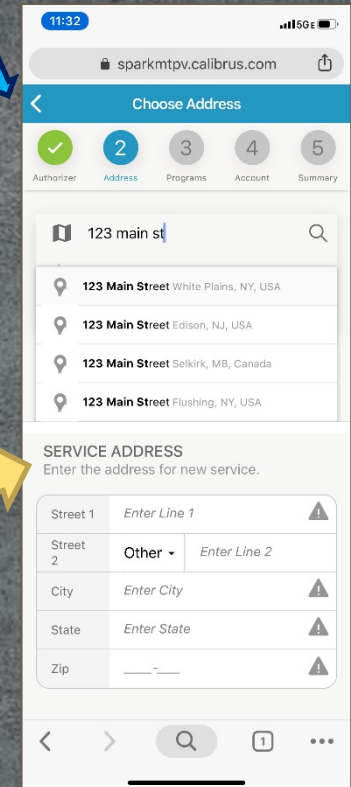 11:32
5GE
sparkmtpv.calibrus.com
Choose Address
2 3 4 5
Authorizer Address Programs Account Summary
123 main st
123 Main Street White Plains, NY, USA
123 Main Street Edison, NJ, USA
123 Main Street Selkirk, MB, Canada
123 Main Street Flushing, NY, USA
SERVICE ADDRESS
Enter the address for new service.
Street 1 Enter Line 1
Street 2 Other Enter Line 2
City Enter City
State Enter State
Zip _____-____
1